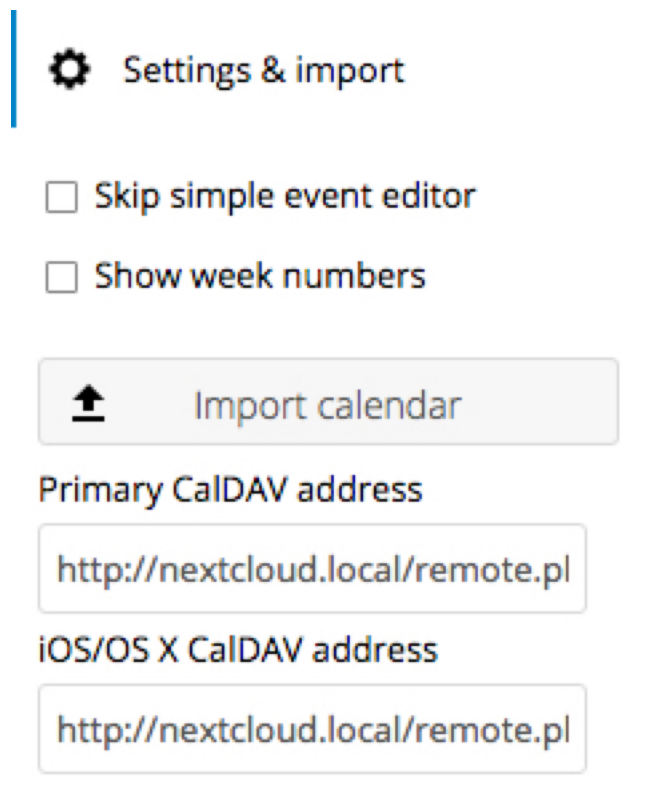 Settings & import
Skip simple event editor
Show week numbers
Import calendar
Primary CalDAV address
http://nextcloud.local/remote.pl
iOS/OS X CalDAV address
http://nextcloud.local/remote.pl